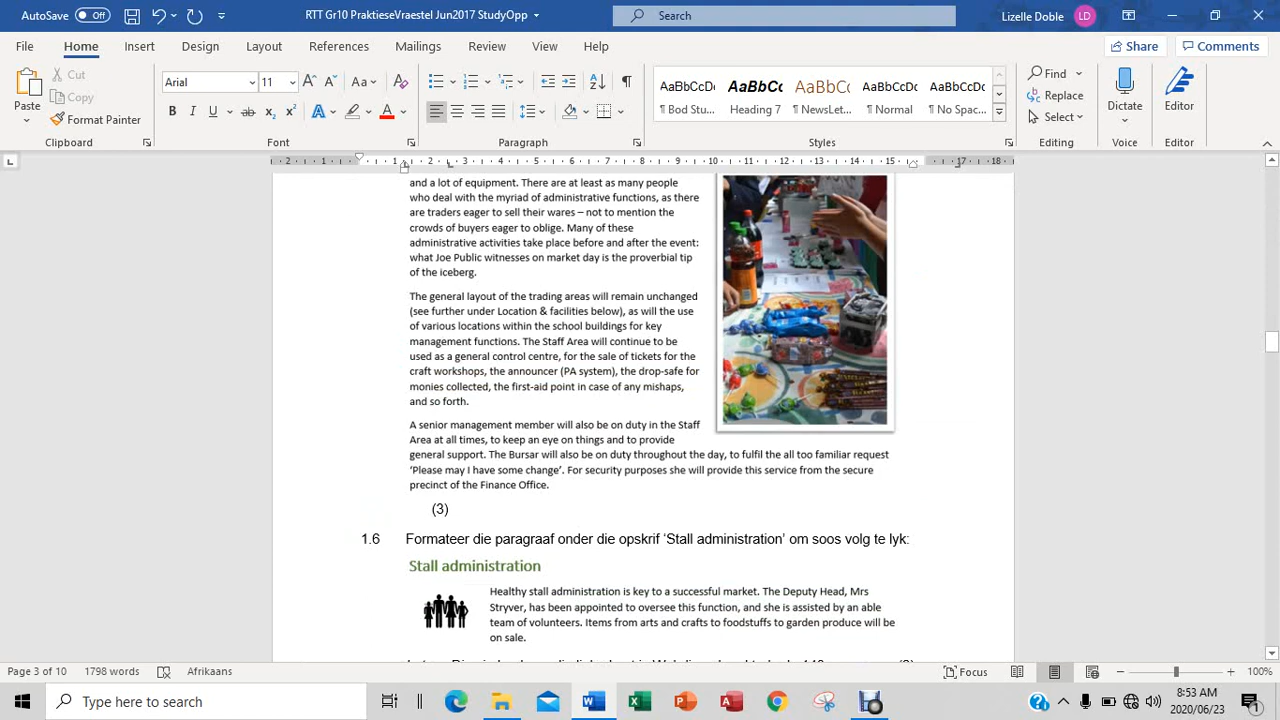 AutoSave Off
RTT Gr10 PraktieseVraestel Jun2017 StudyOpp
Search
Lizelle Doble LD
File Home Insert Draw Design Layout References Mailings Review View Help
Share Comments
Paste
Cut
Copy
Format Painter
Clipboard
Arial 11
Font
Paragraph
AaBbCcDc AaBbCc AaBbCc AaBbCcDc AaBbCcDc
¶ Bod Stu... Heading 7 ¶ NewsLet... ¶ Normal ¶ No Spac...
Styles
Find
Replace
Select
Editing
Dictate
Editor
Editor
and a lot of equipment. There are at least as many people
who deal with the myriad of administrative functions, as there
are traders eager to sell their wares – not to mention the
crowds of buyers eager to oblige. Many of these
administrative activities take place before and after the event:
what Joe Public witnesses on market day is the proverbial tip
of the iceberg.
The general layout of the trading areas will remain unchanged
(see further under Location & facilities below), as will the use
of various locations within the school buildings for key
management functions. The Staff Area will continue to be
used as a general control centre, for the sale of tickets for the
craft workshops, the announcer (PA system), the drop-safe for
monies collected, the first-aid point in case of any mishaps,
and so forth.
A senior management member will also be on duty in the Staff
Area at all times, to keep an eye on things and to provide
general support. The Bursar will also be on duty throughout the day, to fulfil the all too familiar request
‘Please may I have some change’. For security purposes she will provide this service from the secure
precinct of the Finance Office.
(3)
1.6 Formateer die paragraaf onder die opskrif ‘Stall administration’ om soos volg te lyk:
Stall administration
Healthy stall administration is key to a successful market. The Deputy Head, Mrs
Stryver, has been appointed to oversee this function, and she is assisted by an able
team of volunteers. Items from arts and crafts to foodstuffs to garden produce will be
on sale.
Page 3 of 10 1798 words Afrikaans
Focus
100%
Type here to search
8:53 AM
2020/06/23